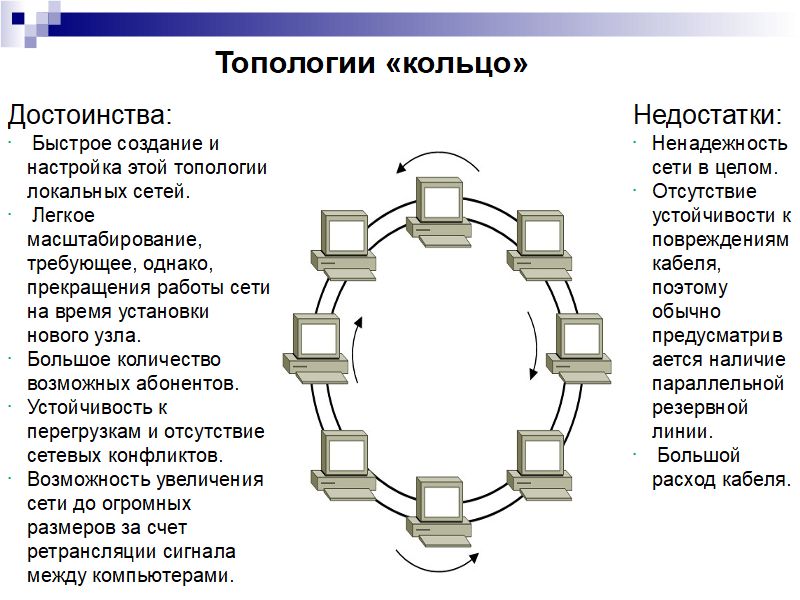 Топологии «кольцо»
Достоинства:
· Быстрое создание и
настройка этой топологии
локальных сетей.
· Легкое
масштабирование,
требующее, однако,
прекращения работы сети
на время установки
нового узла.
· Большое количество
возможных абонентов.
· Устойчивость к
перегрузкам и отсутствие
сетевых конфликтов.
· Возможность увеличения
сети до огромных
размеров за счет
ретрансляции сигнала
между компьютерами.
Недостатки:
· Ненадежность
сети в целом.
· Отсутствие
устойчивости к
повреждениям
кабеля,
поэтому
обычно
предусматрив
ается наличие
параллельной
резервной
линии.
· Большой
расход кабеля.